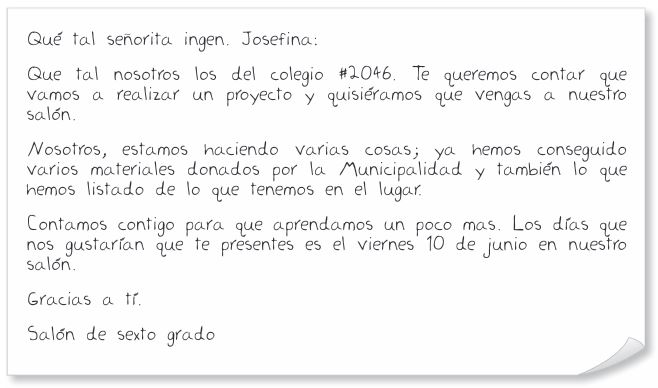 Qué tal señorita ingen. Josefina:
Que tal nosotros los del colegio #2046. Te queremos contar que
vamos a realizar un proyecto y quisiéramos que vengas a nuestro
salón.
Nosotros, estamos haciendo varias cosas; ya hemos conseguido
varios materiales donados por la Municipalidad y también lo que
hemos listado de lo que tenemos en el lugar.
Contamos contigo para que aprendamos un poco mas. Los días que
nos gustarían que te presentes es el viernes 10 de junio en nuestro
salón.
Gracias a tí.
Salón de sexto grado